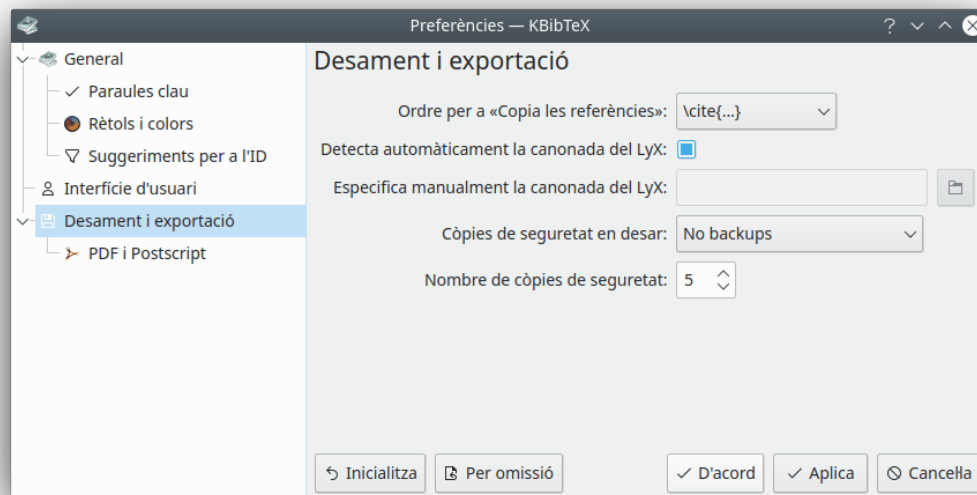 Preferències — KBibTeX
General
Paraules clau
Rètols i colors
Suggeriments per a l'ID
Interfície d'usuari
Desament i exportació
PDF i Postscript
Desament i exportació
Ordre per a «Copia les referències»: \cite{...}
Detecta automàticament la canonada del LyX:
Especifica manualment la canonada del LyX:
Còpies de seguretat en desar: No backups
Nombre de còpies de seguretat: 5
Inicialitza Per omissió D'acord Aplica Cancel·la